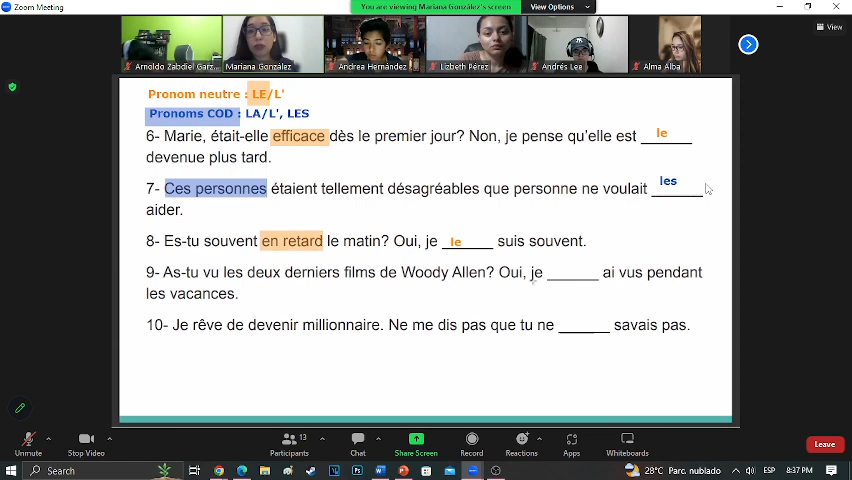 Zoom Meeting
You are viewing Mariana González's screen
View Options
View
Arnoldo Zabdiel Garz...
Mariana González
Andrea Hernández
Lizbeth Pérez
Andrés Lee
Alma Alba
Pronom neutre : LE/L'
Pronoms COD : LA/L', LES
6- Marie, était-elle efficace dès le premier jour? Non, je pense qu'elle est le
devenue plus tard.
7- Ces personnes étaient tellement désagréables que personne ne voulait les
aider.
8- Es-tu souvent en retard le matin? Oui, je le suis souvent.
9- As-tu vu les deux derniers films de Woody Allen? Oui, je ______ ai vus pendant
les vacances.
10- Je rêve de devenir millionnaire. Ne me dis pas que tu ne ______ savais pas.
Unmute
Stop Video
13
Participants
Chat
Share Screen
Record
Reactions
Apps
Whiteboards
Leave
Search
28°C Parc. nublado
ESP
8:37 PM